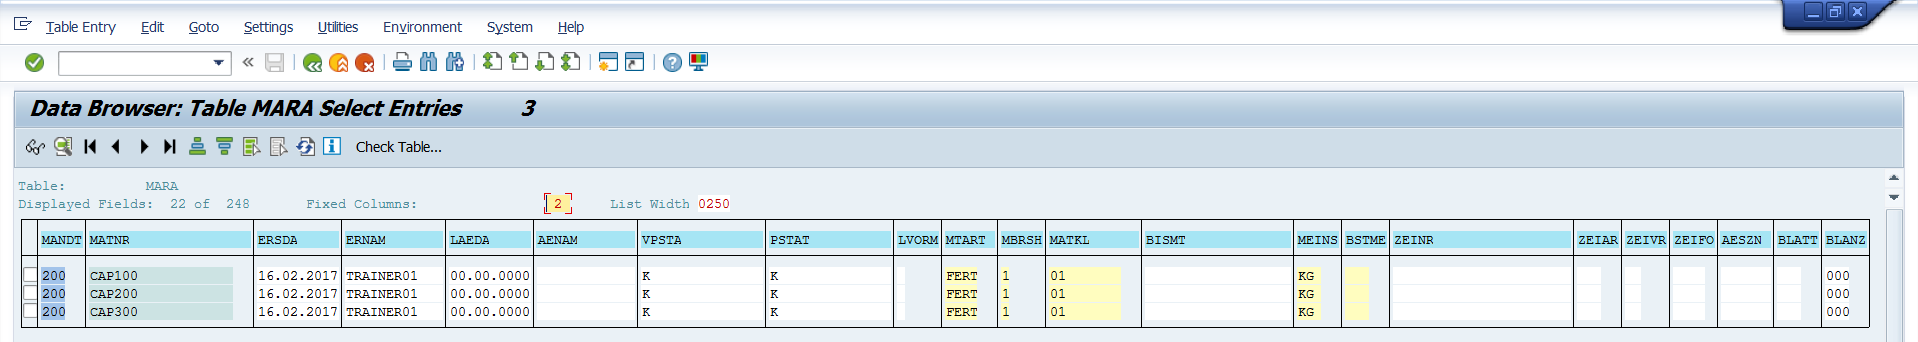 Table Entry Edit Goto Settings Utilities Environment System Help
Data Browser: Table MARA Select Entries 3
Check Table...
Table: MARA
Displayed Fields: 22 of 248 Fixed Columns: 2 List Width 0250
MANDT MATNR ERSDA ERNAM LAEDA AENAM VPSTA PSTAT LVORM MTART MBRSH MATKL BISMT MEINS BSTME ZEINR ZEIAR ZEIVR ZEIFO AESZN BLATT BLANZ
200 CAP100 16.02.2017 TRAINER01 00.00.0000 K K FERT 1 01 KG 000
200 CAP200 16.02.2017 TRAINER01 00.00.0000 K K FERT 1 01 KG 000
200 CAP300 16.02.2017 TRAINER01 00.00.0000 K K FERT 1 01 KG 000